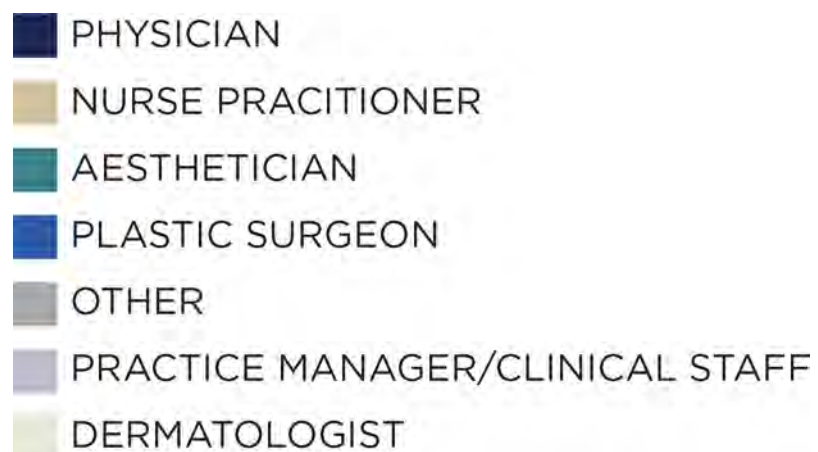 PHYSICIAN
NURSE PRACITIONER
AESTHETICIAN
PLASTIC SURGEON
OTHER
PRACTICE MANAGER/CLINICAL STAFF
DERMATOLOGIST